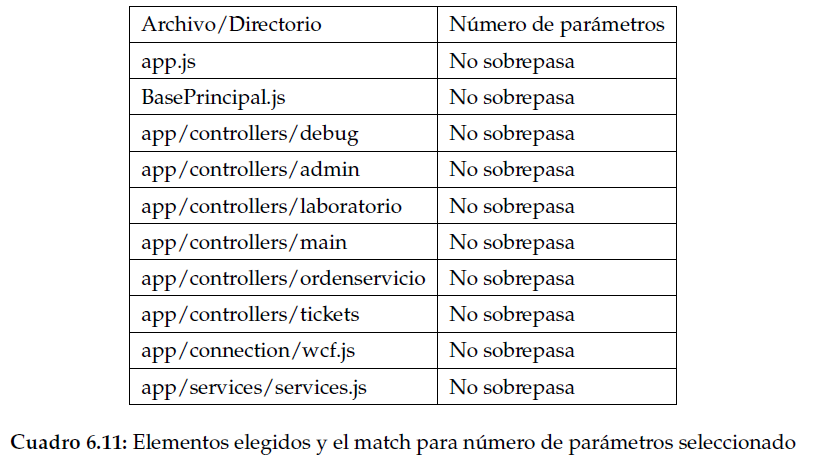 Archivo/Directorio Número de parámetros
app.js No sobrepasa
BasePrincipal.js No sobrepasa
app/controllers/debug No sobrepasa
app/controllers/admin No sobrepasa
app/controllers/laboratorio No sobrepasa
app/controllers/main No sobrepasa
app/controllers/ordenservicio No sobrepasa
app/controllers/tickets No sobrepasa
app/connection/wcf.js No sobrepasa
app/services/services.js No sobrepasa
Cuadro 6.11: Elementos elegidos y el match para número de parámetros seleccionado